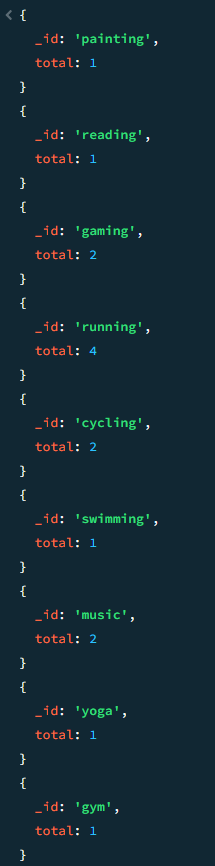 {
_id: 'painting',
total: 1
}
{
_id: 'reading',
total: 1
}
{
_id: 'gaming',
total: 2
}
{
_id: 'running',
total: 4
}
{
_id: 'cycling',
total: 2
}
{
_id: 'swimming',
total: 1
}
{
_id: 'music',
total: 2
}
{
_id: 'yoga',
total: 1
}
{
_id: 'gym',
total: 1
}